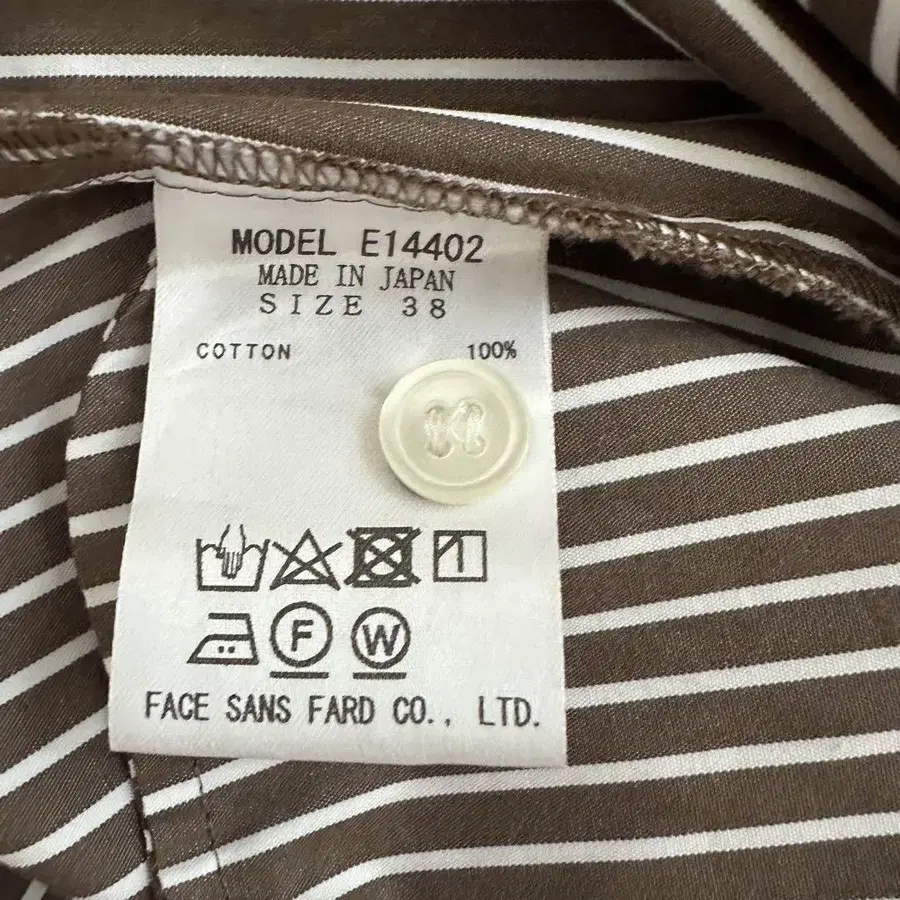 MODEL E14402
MADE IN JAPAN
SIZE 38
COTTON 100%
F W
FACE SANS FARD CO., LTD.